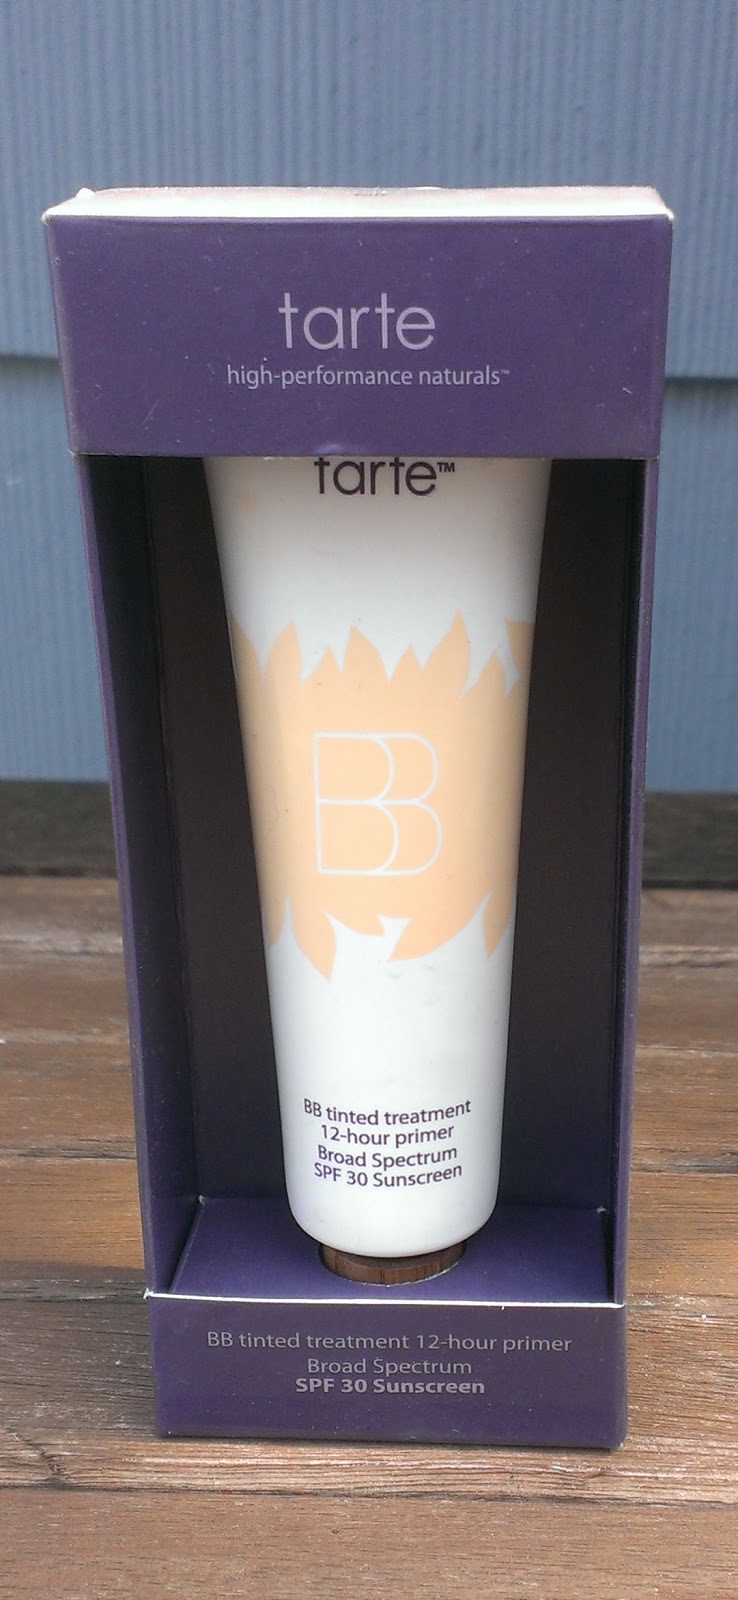 tarte
high-performance naturals™
tarte™
BB
BB tinted treatment
12-hour primer
Broad Spectrum
SPF 30 Sunscreen
BB tinted treatment 12-hour primer
Broad Spectrum
SPF 30 Sunscreen